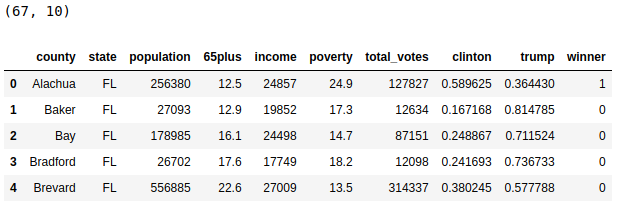 (67, 10)
county state population 65plus income poverty total_votes clinton trump winner
0 Alachua FL 256380 12.5 24857 24.9 127827 0.589625 0.364430 1
1 Baker FL 27093 12.9 19852 17.3 12634 0.167168 0.814785 0
2 Bay FL 178985 16.1 24498 14.7 87151 0.248867 0.711524 0
3 Bradford FL 26702 17.6 17749 18.2 12098 0.241693 0.736733 0
4 Brevard FL 556885 22.6 27009 13.5 314337 0.380245 0.577788 0